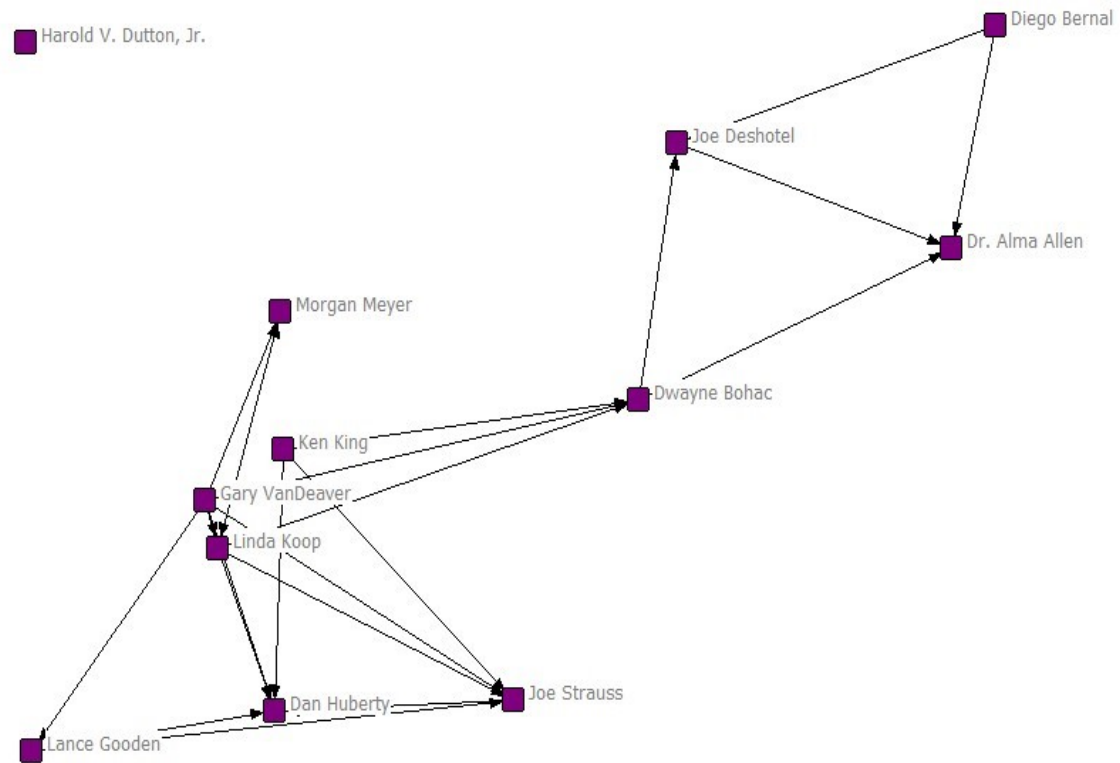 Diego Bernal
Harold V. Dutton, Jr.
Joe Deshotel
Dr. Alma Allen
Morgan Meyer
Dwayne Bohac
Ken King
Gary VanDeaver
Linda Koop
Joe Strauss
Dan Huberty
Lance Gooden